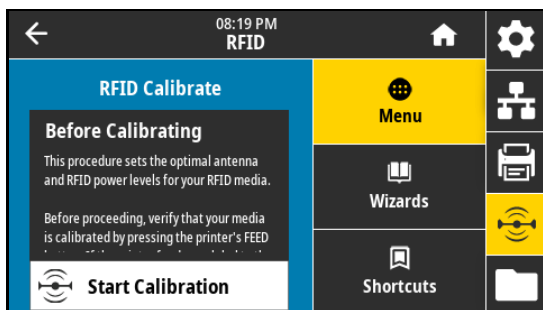 08:19 PM
RFID
RFID Calibrate
Before Calibrating
This procedure sets the optimal antenna
and RFID power levels for your RFID media.
Before proceeding, verify that your media
is calibrated by pressing the printer's FEED
Start Calibration
Menu
Wizards
Shortcuts